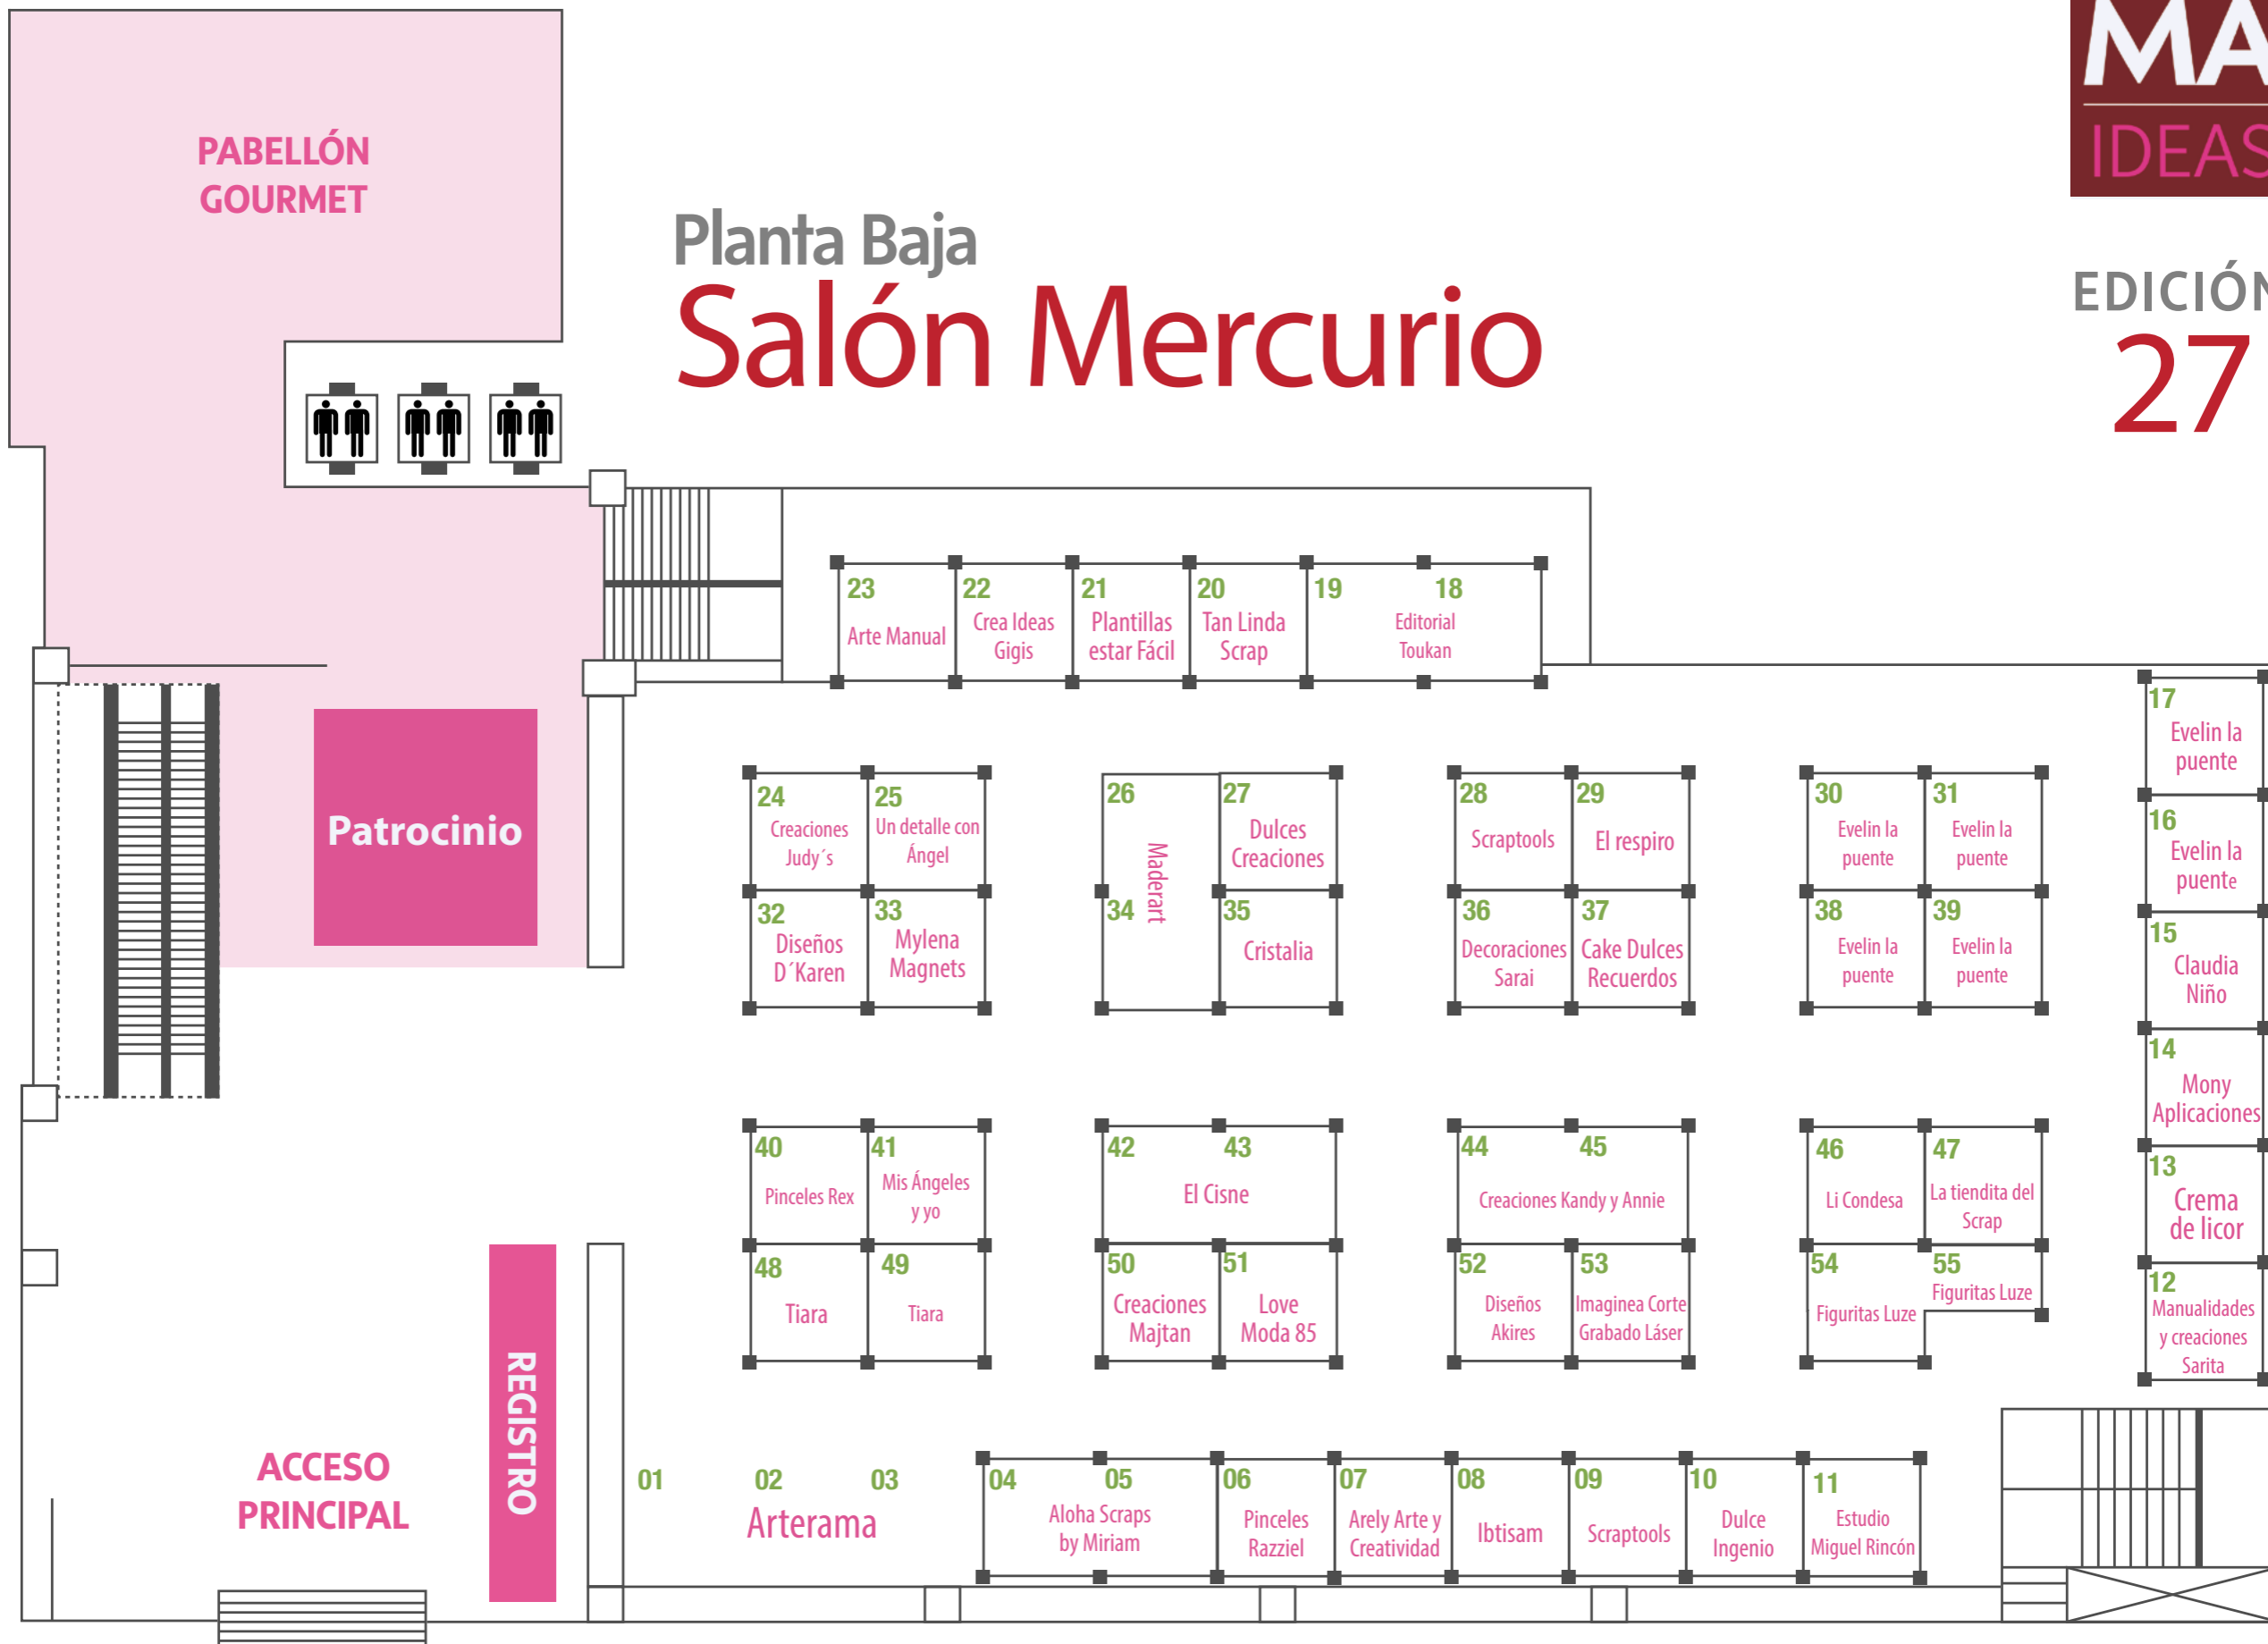 MA
IDEAS
EDICIÓN
27
PABELLÓN
GOURMET
Planta Baja
Salón Mercurio
23
Arte Manual
22
Crea Ideas
Gigis
21
Plantillas
estar Fácil
20
Tan Linda
Scrap
19 18
Editorial
Toukan
17
Evelin la
puente
16
Evelin la
puente
15
Claudia
Niño
14
Mony
Aplicaciones
13
Crema
de licor
12
Manualidades
y creaciones
Sarita
Patrocinio
24
Creaciones
Judy´s
25
Un detalle con
Ángel
32
Diseños
D´Karen
33
Mylena
Magnets
26
34
Maderart
27
Dulces
Creaciones
35
Cristalia
28
Scraptools
29
El respiro
36
Decoraciones
Sarai
37
Cake Dulces
Recuerdos
30
Evelin la
puente
31
Evelin la
puente
38
Evelin la
puente
39
Evelin la
puente
40
Pinceles Rex
41
Mis Ángeles
y yo
48
Tiara
49
Tiara
42 43
El Cisne
50
Creaciones
Majtan
51
Love
Moda 85
44 45
Creaciones Kandy y Annie
52
Diseños
Akires
53
Imaginea Corte
Grabado Láser
46
Li Condesa
47
La tiendita del
Scrap
54
Figuritas Luze
55
Figuritas Luze
REGISTRO
ACCESO
PRINCIPAL
01 02 03
Arterama
04 05
Aloha Scraps
by Miriam
06
Pinceles
Razziel
07
Arely Arte y
Creatividad
08
Ibtisam
09
Scraptools
10
Dulce
Ingenio
11
Estudio
Miguel Rincón